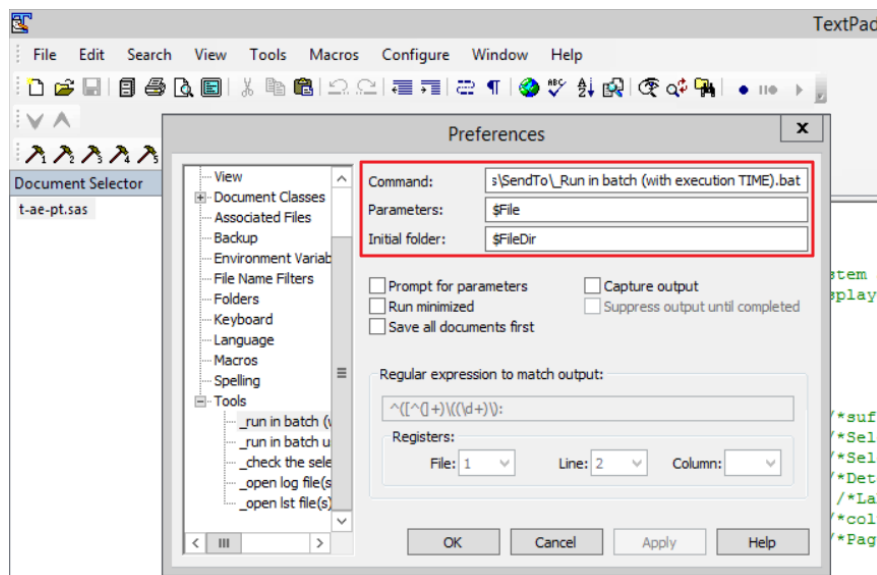 TextPad
File Edit Search View Tools Macros Configure Window Help
Preferences
X
Document Selector
t-ae-pt.sas
View
Document Classes
Associated Files
Backup
Environment Variab
File Name Filters
Folders
Keyboard
Language
Macros
Spelling
Tools
_run in batch (w
_run in batch u
_check the sele
_open log file(s
_open lst file(s)
Command: s\SendTo\_Run in batch (with execution TIME).bat
Parameters: $File
Initial folder: $FileDir
Prompt for parameters Capture output
Run minimized Suppress output until completed
Save all documents first
Regular expression to match output:
^([^(]+)\((\d+)\):
Registers:
File: 1 Line: 2 Column:
OK Cancel Apply Help
stem
splay
/*suf
/*Sel
/*Sel
/*Det
/*La
/*col
/*Pag